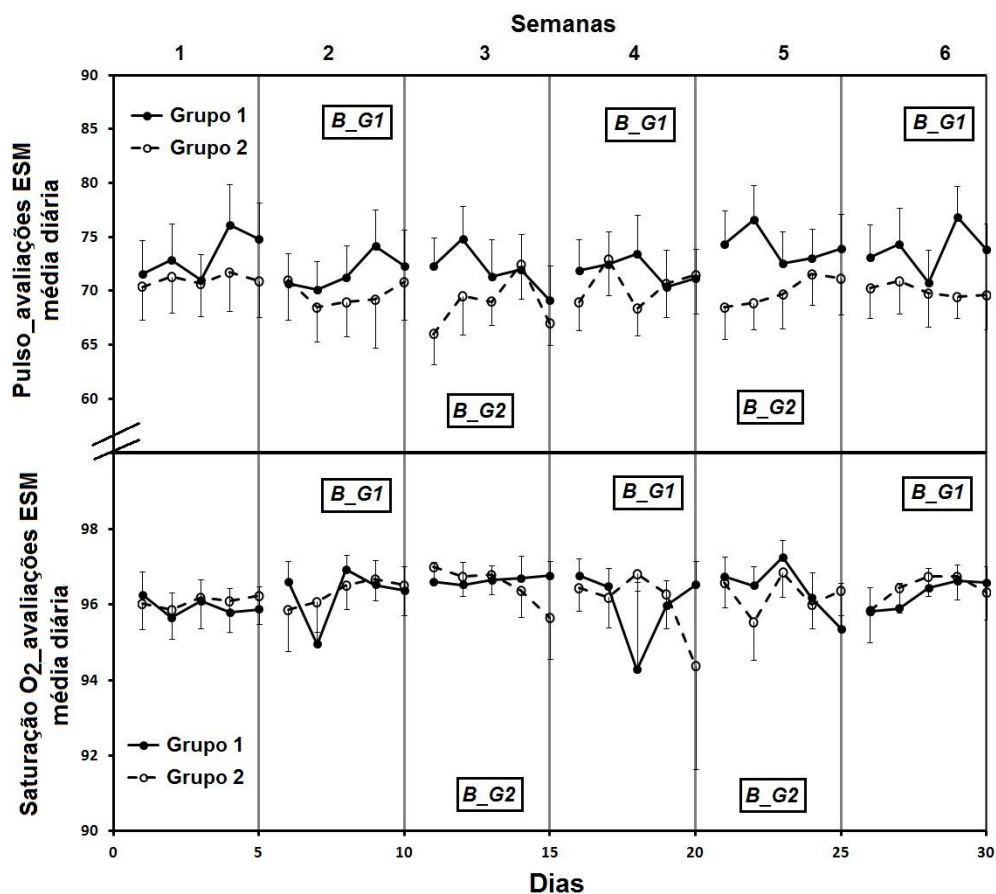 Semanas
1 2 3 4 5 6
Pulso_avaliações ESM
média diária
90
85
80
75
70
65
60
Grupo 1
Grupo 2
B_G1
B_G1
B_G1
B_G2
B_G2
Saturação O2_avaliações ESM
média diária
98
96
94
92
90
B_G1
B_G1
B_G1
Grupo 1
Grupo 2
B_G2
B_G2
0 5 10 15 20 25 30
Dias